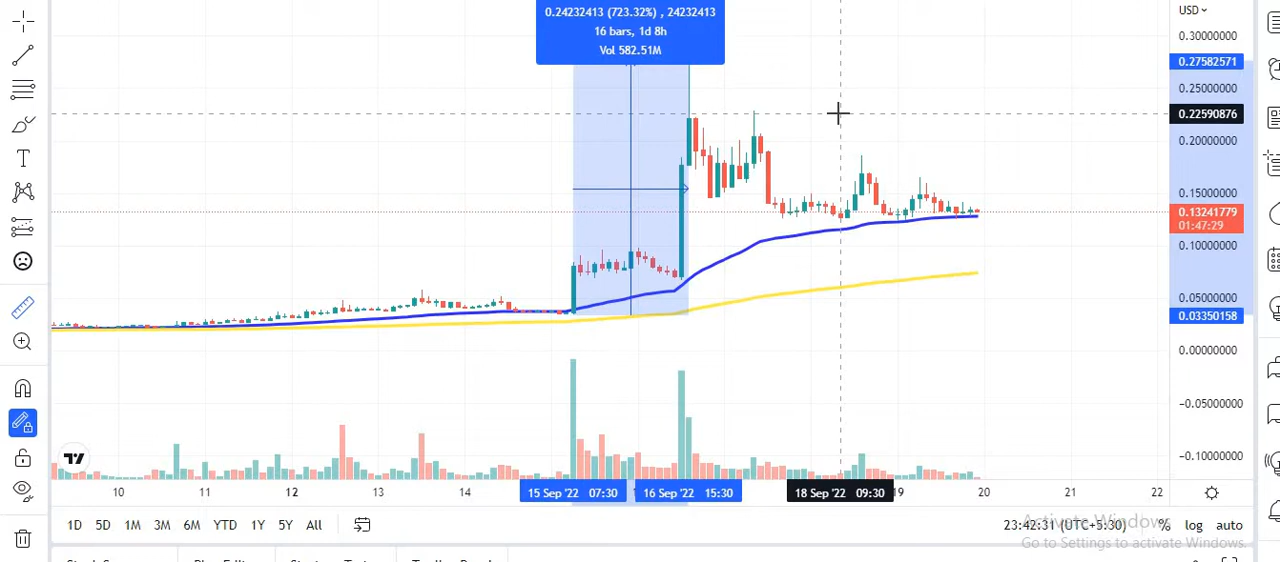 0.24232413 (723.32%) , 24232413
16 bars, 1d 8h
Vol 582.51M
USD
0.30000000
0.27582571
0.25000000
0.22590876
0.20000000
0.15000000
0.13241779
01:47:29
0.10000000
0.05000000
0.03350158
0.00000000
−0.05000000
−0.10000000
T
10 11 12 13 14 15 Sep '22 07:30 16 Sep '22 15:30 18 Sep '22 09:30 19 20 21 22
1D 5D 1M 3M 6M YTD 1Y 5Y All 23:42:31 (UTC+5:30) % log auto
Activate Windows
Go to Settings to activate Windows.